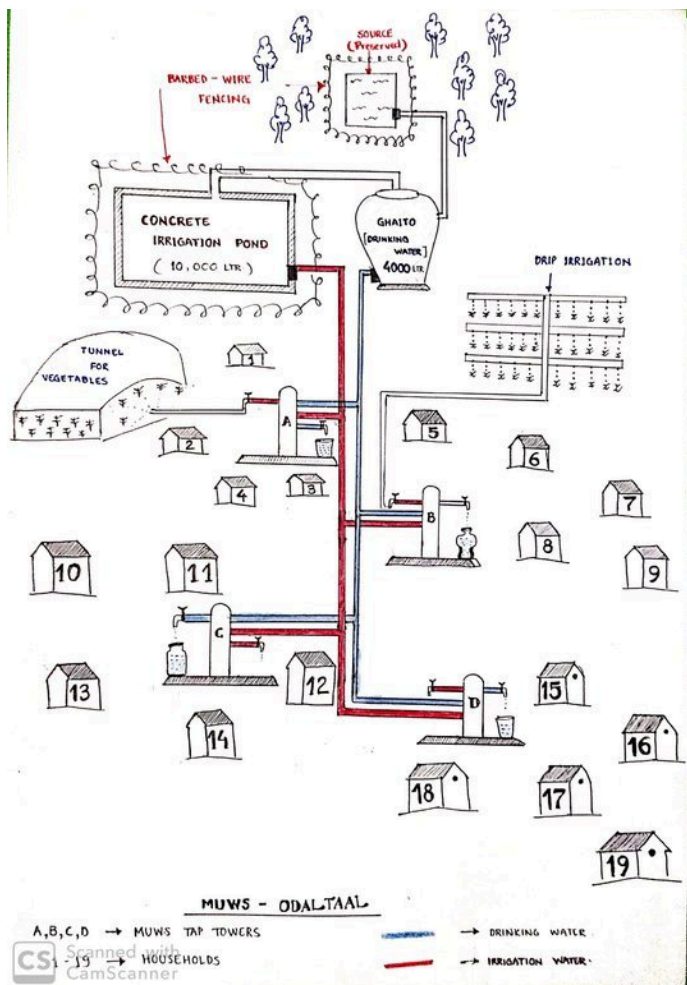 SOURCE
(Preserval)
BARBED - WIRE
FENCING
CONCRETE
IRRIGATION POND
(10,000 LTR)
GHAITO
[DRINKING
WATER]
4000 LTR
DRIP IRRIGATION
TUNNEL
FOR
VEGETABLES
1
A
2
5
6
4
3
7
B
8
10
11
9
C
13
12
15
D
14
16
18
17
19
MUWS - ODALTAAL
A,B,C,D → MUWS TAP TOWERS
→ DRINKING WATER
- 19 → HOUSEHOLDS
→ IRRIGATION WATER
CS Scanned with
CamScanner